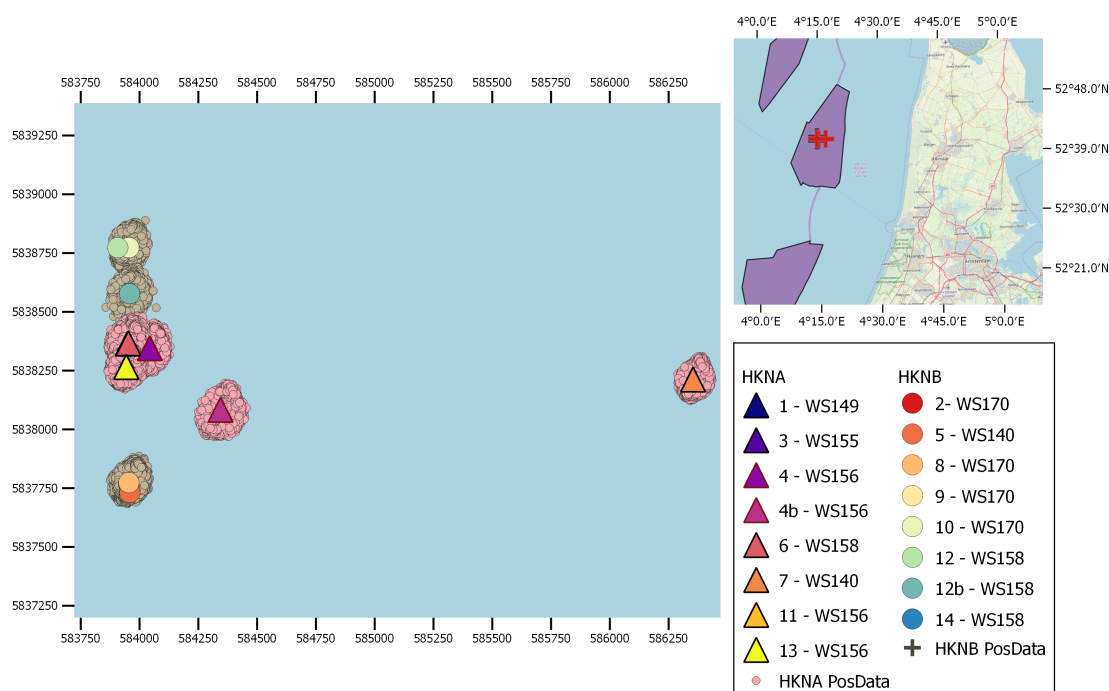 4°0.0'E 4°15.0'E 4°30.0'E 4°45.0'E 5°0.0'E
583750 584000 584250 584500 584750 585000 585250 585500 585750 586000 586250
52°48.0'N
52°39.0'N
52°30.0'N
52°21.0'N
4°0.0'E 4°15.0'E 4°30.0'E 4°45.0'E 5°0.0'E
5839250
5839000
5838750
5838500
5838250
5838000
5837750
5837500
5837250
583750 584000 584250 584500 584750 585000 585250 585500 585750 586000 586250
HKNA
1 - WS149
3 - WS155
4 - WS156
4b - WS156
6 - WS158
7 - WS140
11 - WS156
13 - WS156
HKNA PosData
HKNB
2- WS170
5 - WS140
8 - WS170
9 - WS170
10 - WS170
12 - WS158
12b - WS158
14 - WS158
HKNB PosData